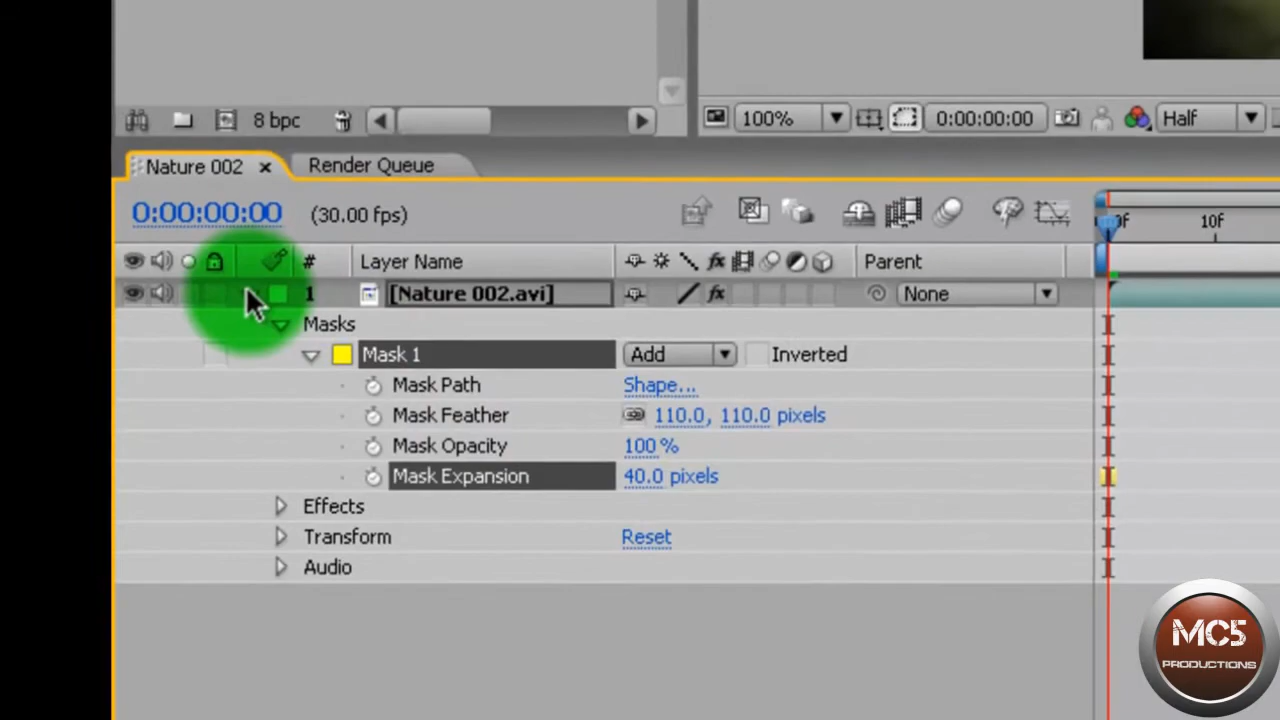 8 bpc 100% 0:00:00:00 Half
Nature 002 Render Queue
0:00:00:00 (30.00 fps) 0f 10f
# Layer Name fx Parent
1 [Nature 002.avi] fx None
Masks
Mask 1 Add Inverted
Mask Path Shape...
Mask Feather 110.0, 110.0 pixels
Mask Opacity 100 %
Mask Expansion 40.0 pixels
Effects
Transform Reset
Audio
MC5
PRODUCTIONS